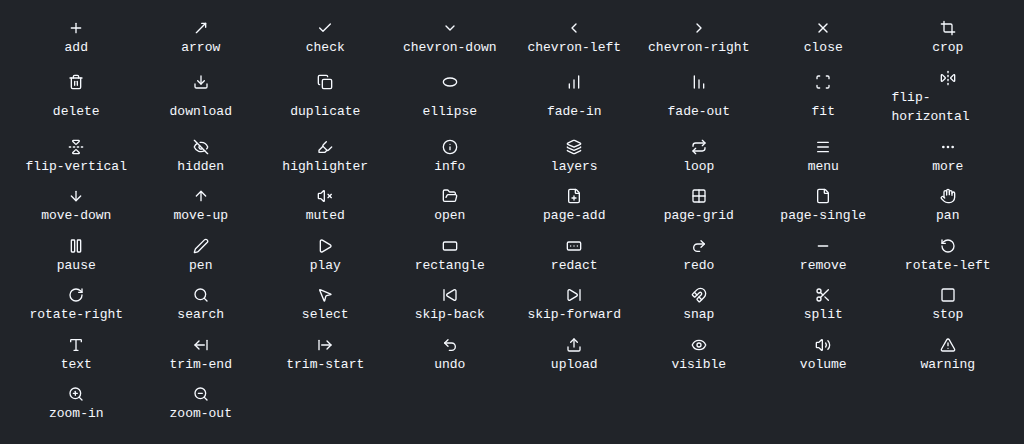 add arrow check chevron-down chevron-left chevron-right close crop
delete download duplicate ellipse fade-in fade-out fit flip-
horizontal
flip-vertical hidden highlighter info layers loop menu more
move-down move-up muted open page-add page-grid page-single pan
pause pen play rectangle redact redo remove rotate-left
rotate-right search select skip-back skip-forward snap split stop
text trim-end trim-start undo upload visible volume warning
zoom-in zoom-out